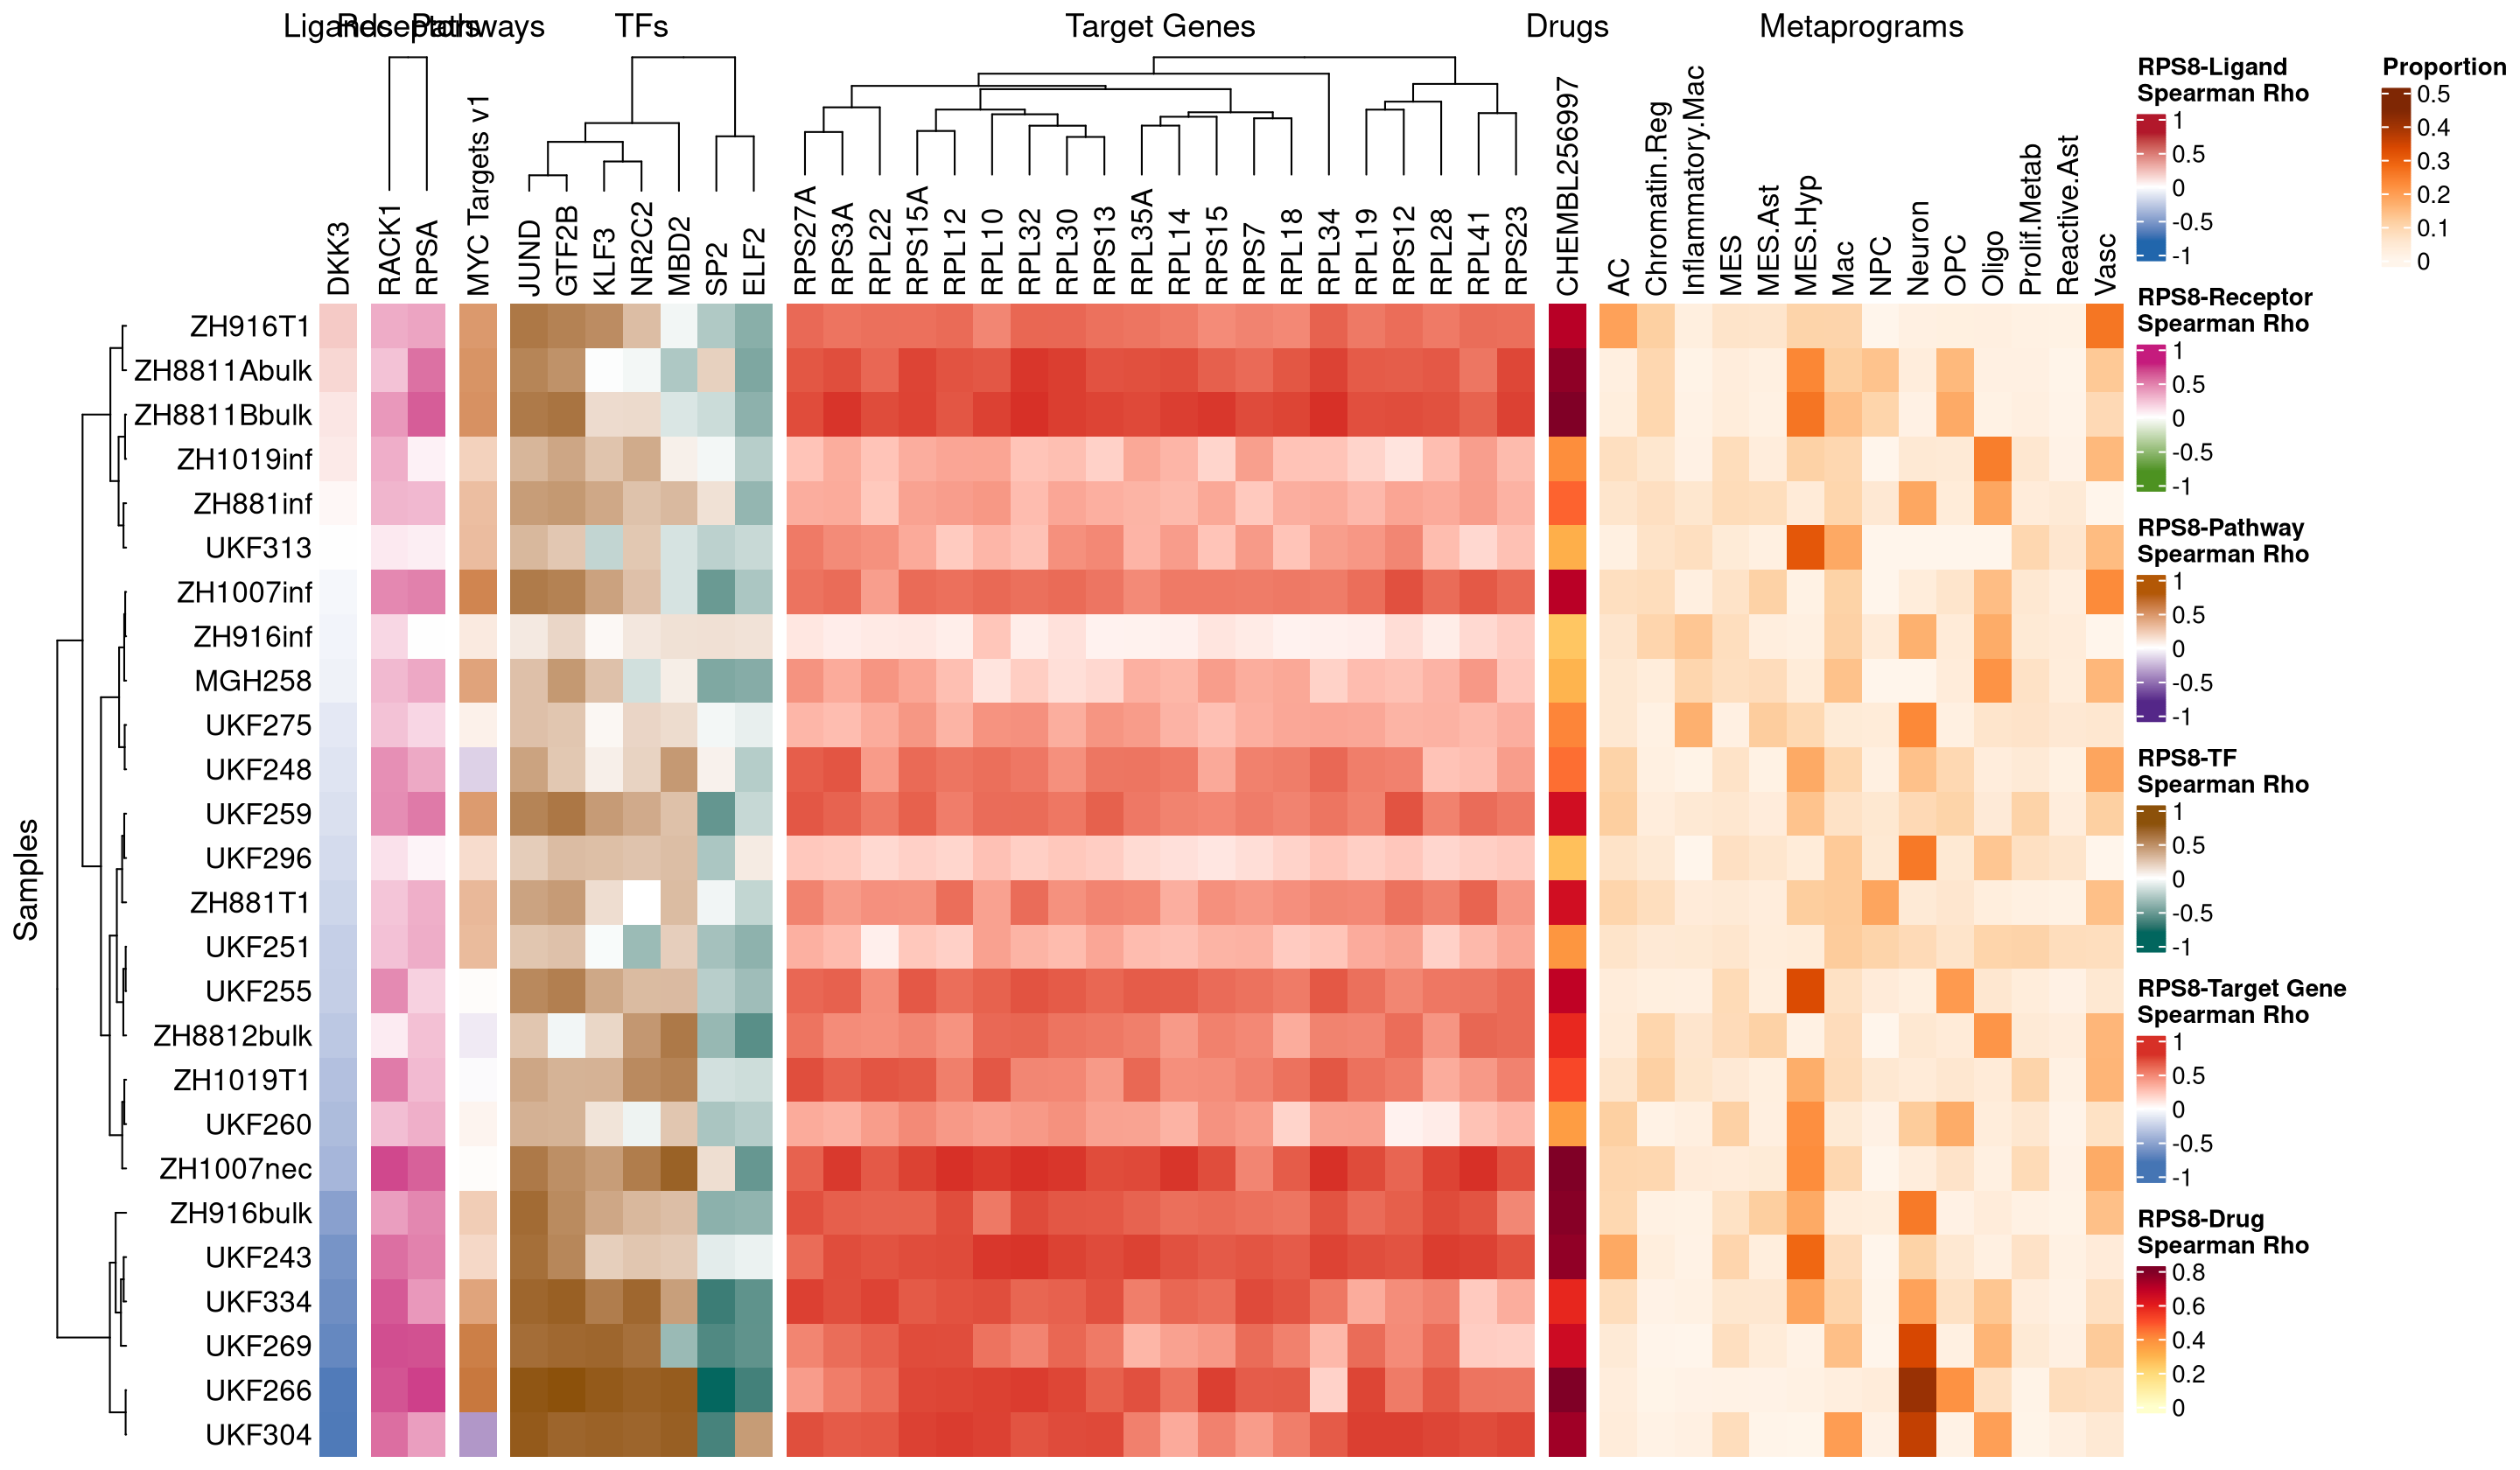 Ligands Receptors Pathways TFs Target Genes Drugs Metaprograms
DKK3
RACK1
RPSA
MYC Targets v1
JUND
GTF2B
KLF3
NR2C2
MBD2
SP2
ELF2
RPS27A
RPS3A
RPL22
RPS15A
RPL12
RPL10
RPL32
RPL30
RPS13
RPL35A
RPL14
RPS15
RPS7
RPL18
RPL34
RPL19
RPS12
RPL28
RPL41
RPS23
CHEMBL256997
AC
Chromatin.Reg
Inflammatory.Mac
MES
MES.Ast
MES.Hyp
Mac
NPC
Neuron
OPC
Oligo
Prolif.Metab
Reactive.Ast
Vasc
Samples
ZH916T1
ZH8811Abulk
ZH8811Bbulk
ZH1019inf
ZH881inf
UKF313
ZH1007inf
ZH916inf
MGH258
UKF275
UKF248
UKF259
UKF296
ZH881T1
UKF251
UKF255
ZH8812bulk
ZH1019T1
UKF260
ZH1007nec
ZH916bulk
UKF243
UKF334
UKF269
UKF266
UKF304
RPS8-Ligand
Spearman Rho
1
0.5
0
-0.5
-1
RPS8-Receptor
Spearman Rho
1
0.5
0
-0.5
-1
RPS8-Pathway
Spearman Rho
1
0.5
0
-0.5
-1
RPS8-TF
Spearman Rho
1
0.5
0
-0.5
-1
RPS8-Target Gene
Spearman Rho
1
0.5
0
-0.5
-1
RPS8-Drug
Spearman Rho
0.8
0.6
0.4
0.2
0
Proportion
0.5
0.4
0.3
0.2
0.1
0